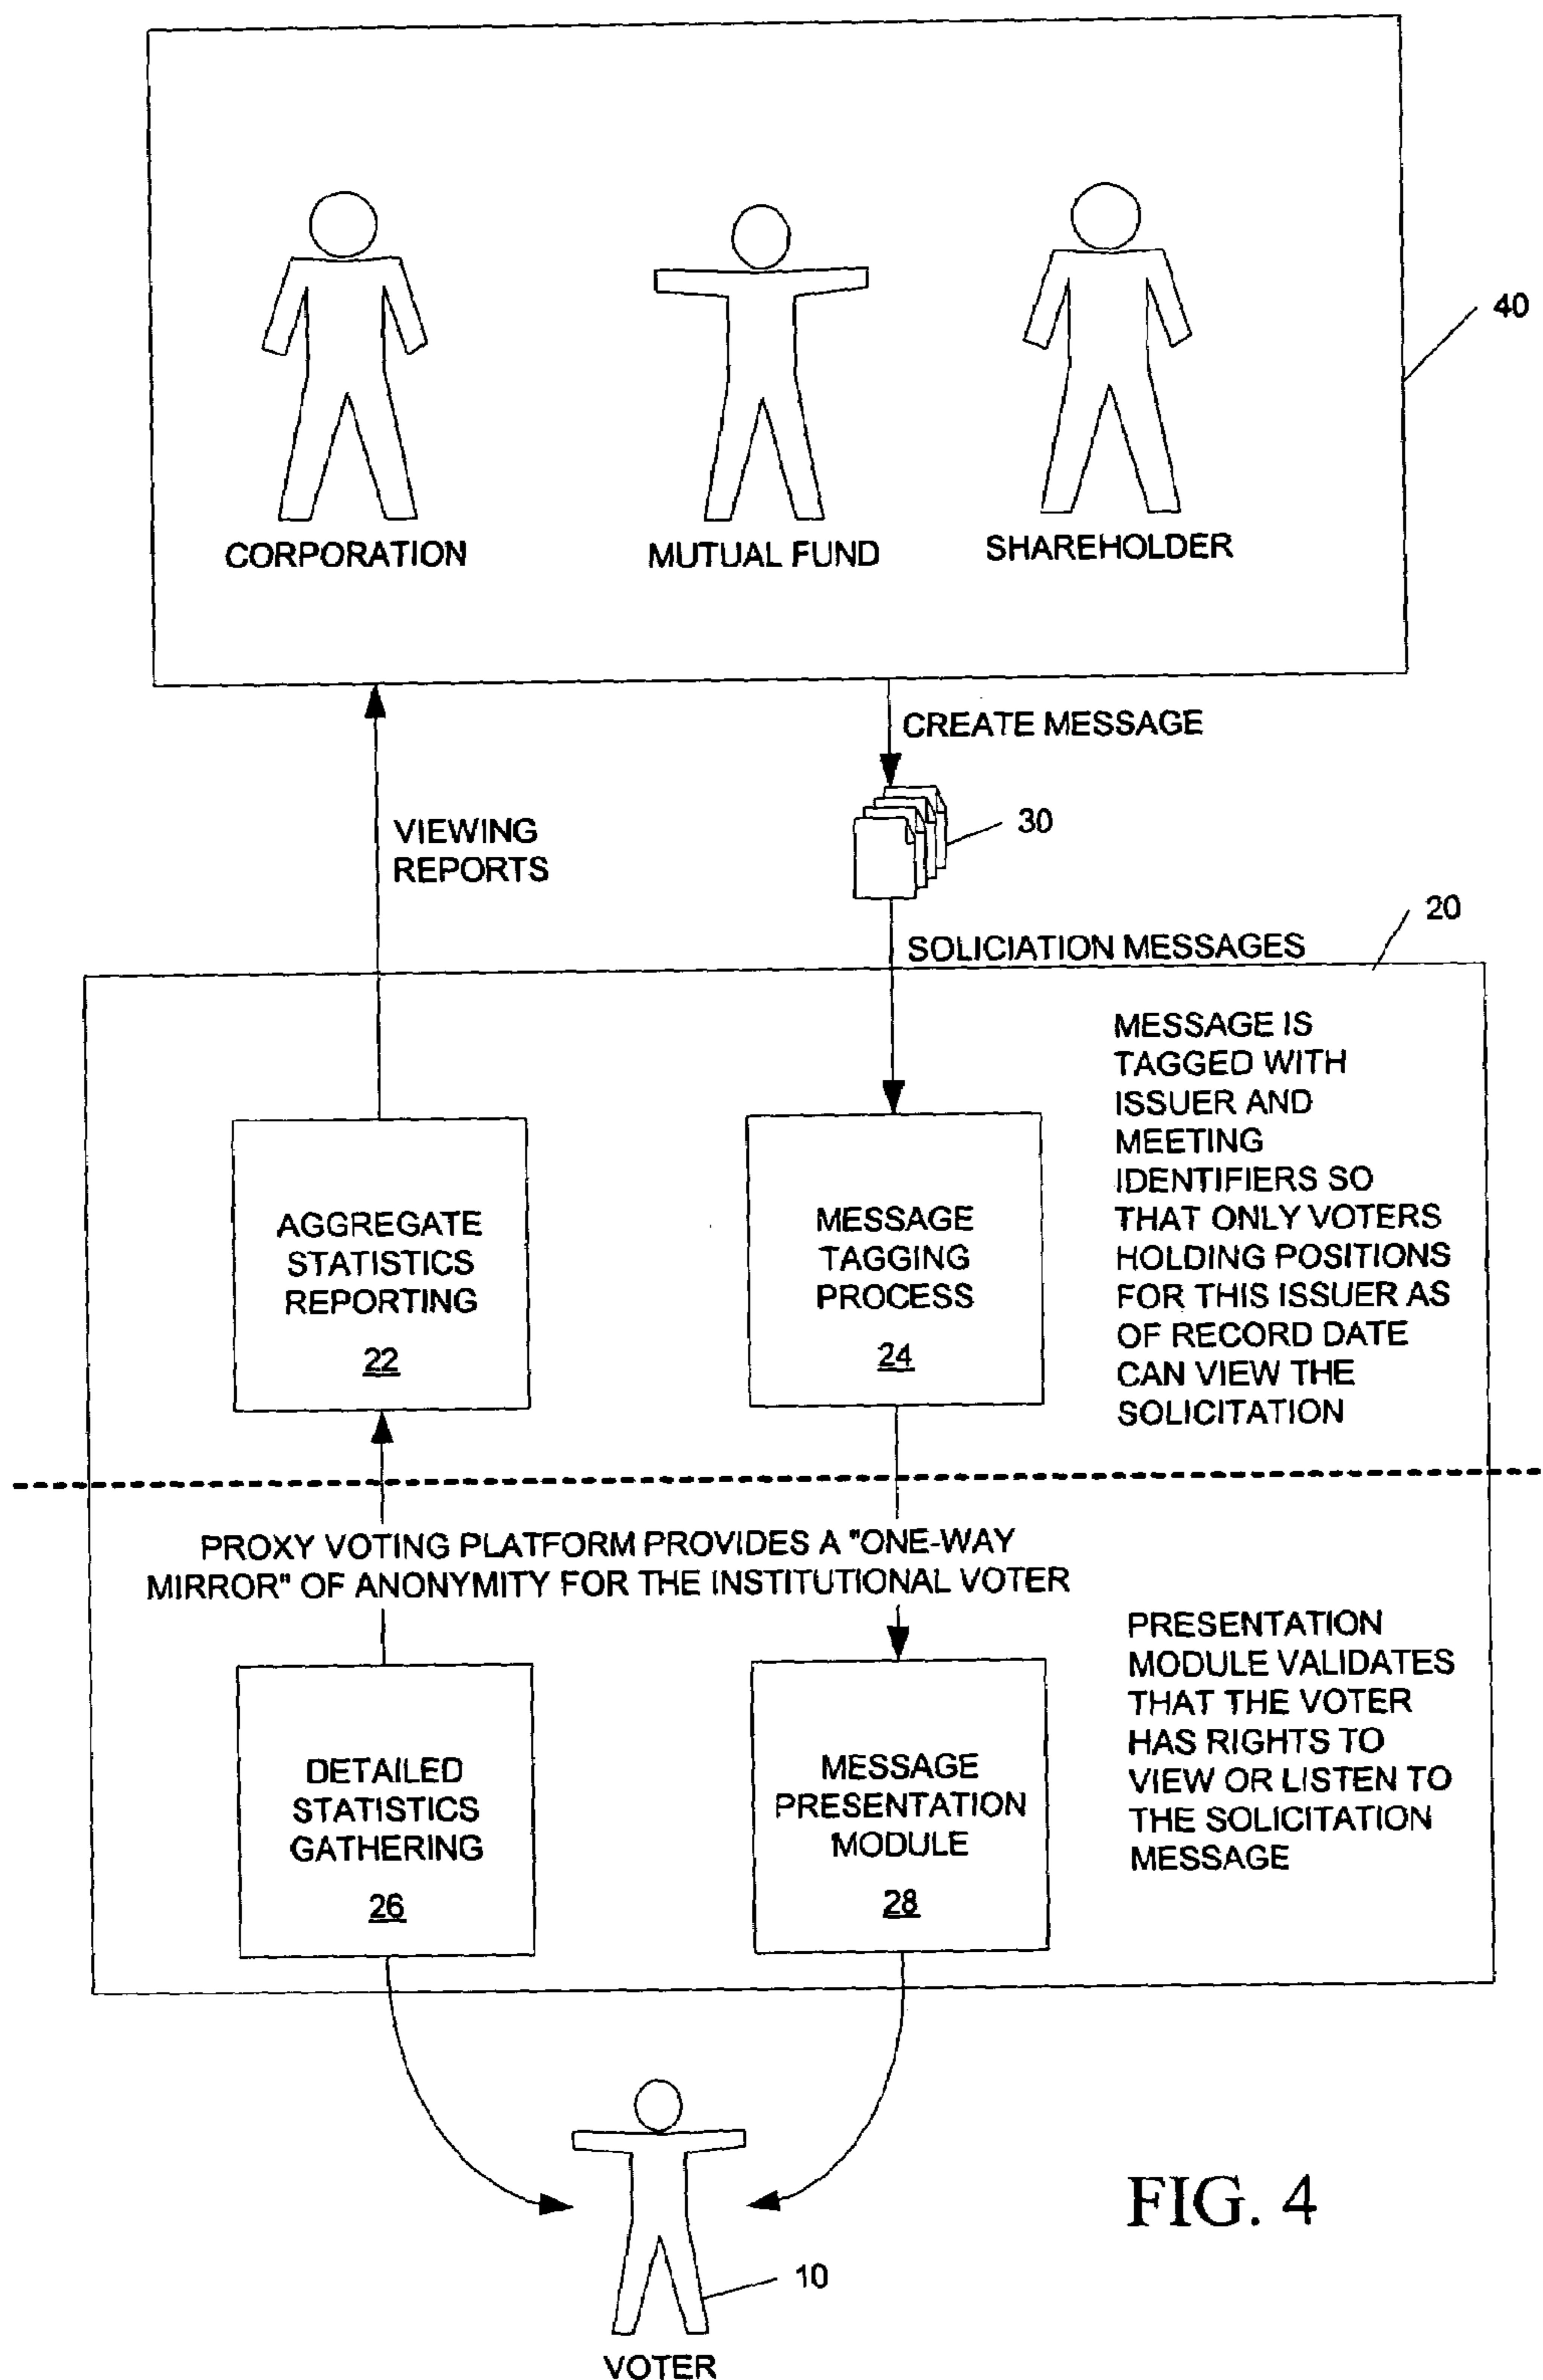 CORPORATION
MUTUAL FUND
SHAREHOLDER
40
CREATE MESSAGE
30
VIEWING
REPORTS
SOLICIATION MESSAGES
20
MESSAGE IS
TAGGED WITH
ISSUER AND
MEETING
IDENTIFIERS SO
THAT ONLY VOTERS
HOLDING POSITIONS
FOR THIS ISSUER AS
OF RECORD DATE
CAN VIEW THE
SOLICITATION
AGGREGATE
STATISTICS
REPORTING
22
MESSAGE
TAGGING
PROCESS
24
PROXY VOTING PLATFORM PROVIDES A "ONE-WAY
MIRROR" OF ANONYMITY FOR THE INSTITUTIONAL VOTER
PRESENTATION
MODULE VALIDATES
THAT THE VOTER
HAS RIGHTS TO
VIEW OR LISTEN TO
THE SOLICITATION
MESSAGE
DETAILED
STATISTICS
GATHERING
26
MESSAGE
PRESENTATION
MODULE
28
10
VOTER
FIG. 4